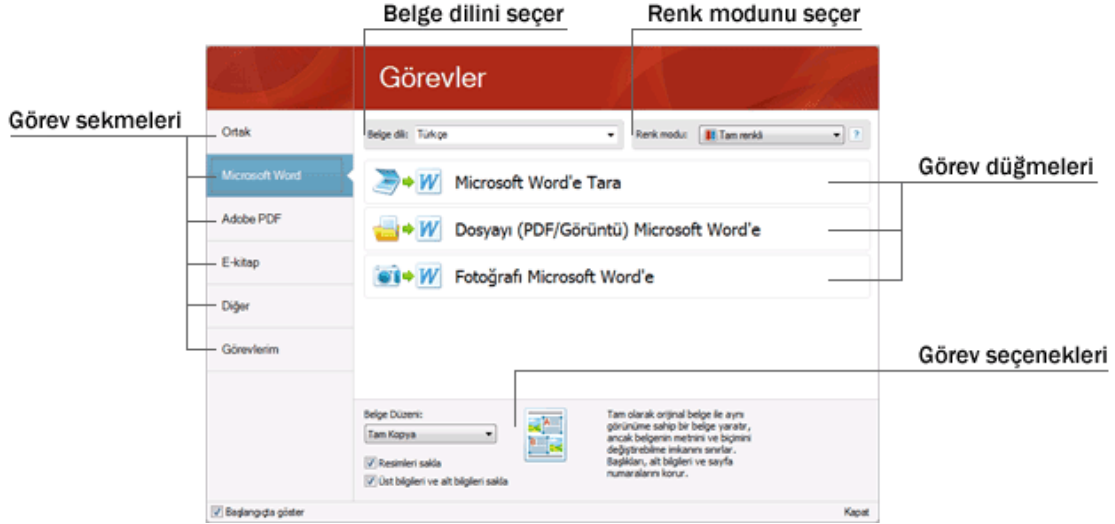 Belge dilini seçer
Renk modunu seçer
Görevler
Görev sekmeleri
Ortak
Belge dili: Türkçe
Renk modu: Tam renkli ?
Microsoft Word
Microsoft Word'e Tara
Görev düğmeleri
Adobe PDF
Dosyayı (PDF/Görüntü) Microsoft Word'e
E-kitap
Fotoğrafı Microsoft Word'e
Diğer
Görevlerim
Görev seçenekleri
Belge Düzeni:
Tam Kopya
Resimleri sakla
Üst bilgileri ve alt bilgileri sakla
Tam olarak orijinal belge ile aynı
görünüme sahip bir belge yaratır,
ancak belgenin metnini ve biçimini
değiştirebilme imkanını sınırlar.
Başlıkları, alt bilgileri ve sayfa
numaralarını korur.
Başlangıçta göster
Kapat